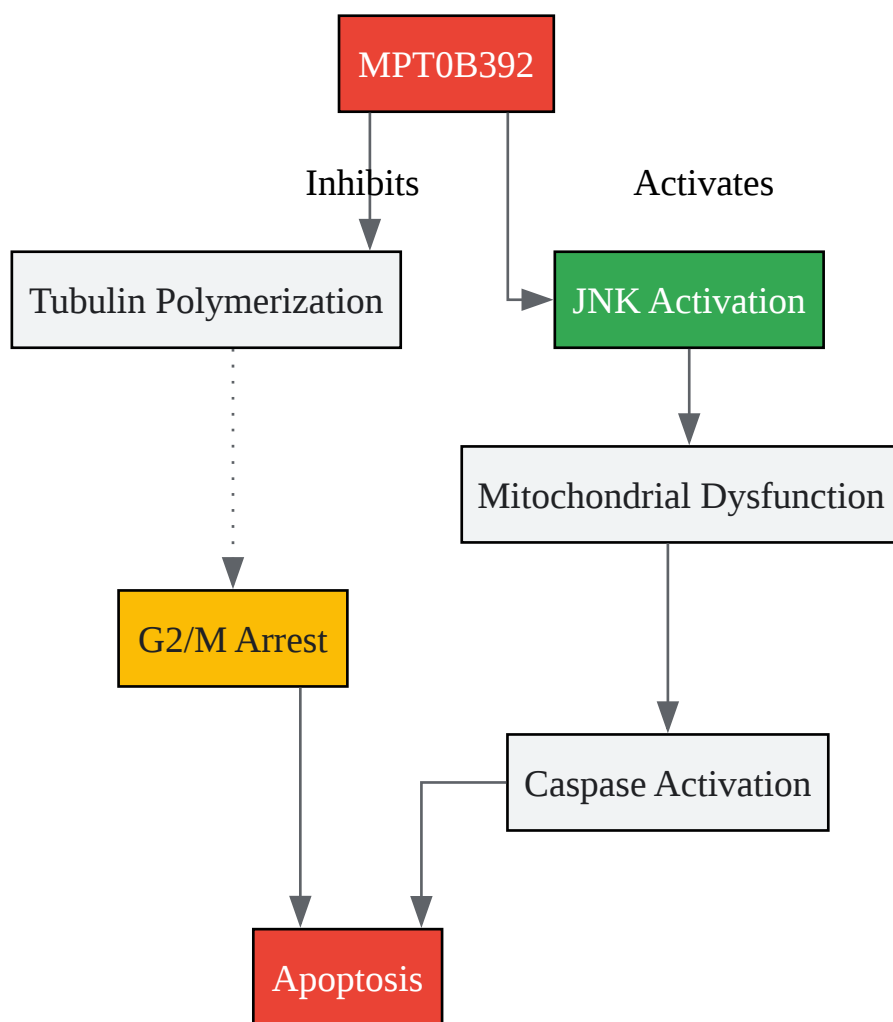 MPT0B392
Inhibits
Activates
Tubulin Polymerization
JNK Activation
Mitochondrial Dysfunction
G2/M Arrest
Caspase Activation
Apoptosis